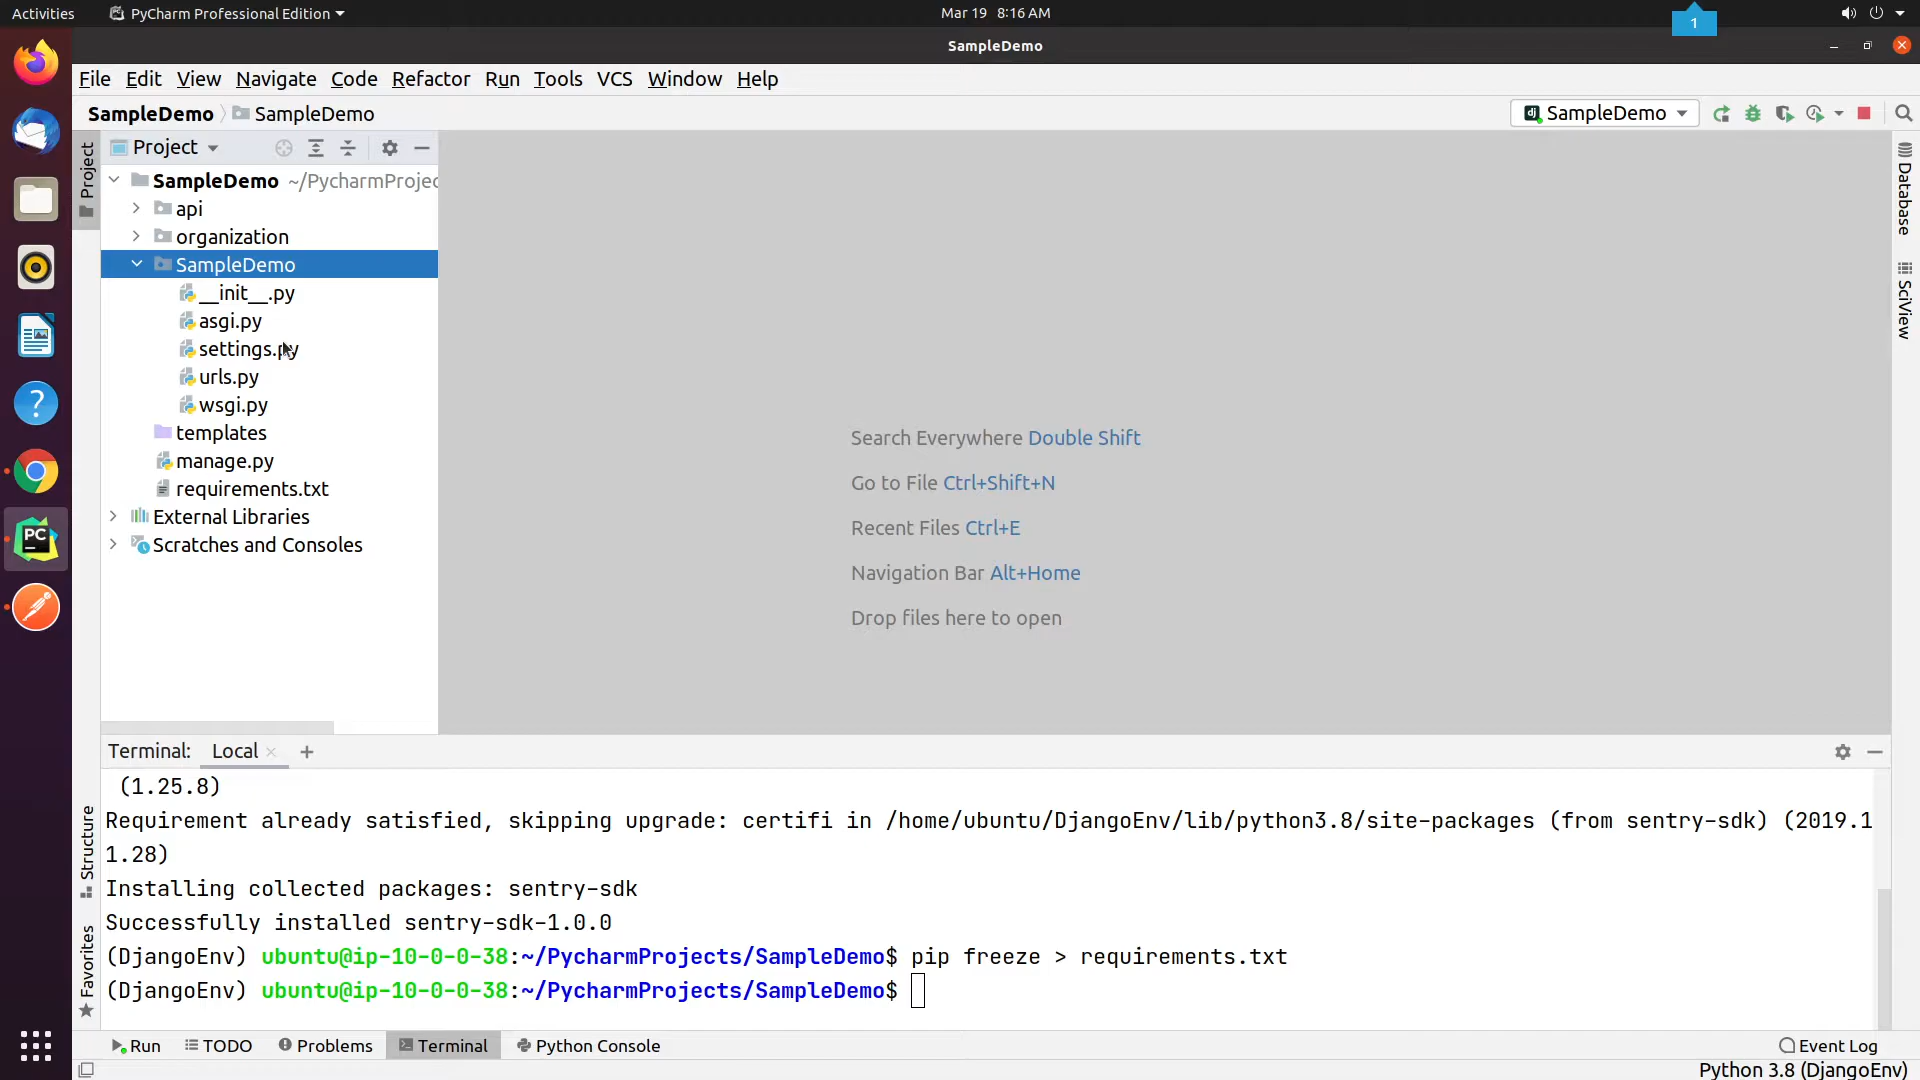 Activities
PyCharm Professional Edition
Mar 19 8:16 AM
1
SampleDemo
File Edit View Navigate Code Refactor Run Tools VCS Window Help
SampleDemo SampleDemo
SampleDemo
Project
Project
SampleDemo ~/PycharmProjec
api
organization
SampleDemo
__init__.py
asgi.py
settings.py
urls.py
wsgi.py
templates
manage.py
requirements.txt
External Libraries
Scratches and Consoles
Search Everywhere Double Shift
Go to File Ctrl+Shift+N
Recent Files Ctrl+E
Navigation Bar Alt+Home
Drop files here to open
Database
SciView
Structure
Favorites
Terminal: Local
(1.25.8)
Requirement already satisfied, skipping upgrade: certifi in /home/ubuntu/DjangoEnv/lib/python3.8/site-packages (from sentry-sdk) (2019.1
1.28)
Installing collected packages: sentry-sdk
Successfully installed sentry-sdk-1.0.0
(DjangoEnv) ubuntu@ip-10-0-0-38:~/PycharmProjects/SampleDemo$ pip freeze > requirements.txt
(DjangoEnv) ubuntu@ip-10-0-0-38:~/PycharmProjects/SampleDemo$
Run TODO Problems Terminal Python Console
Event Log
Python 3.8 (DjangoEnv)